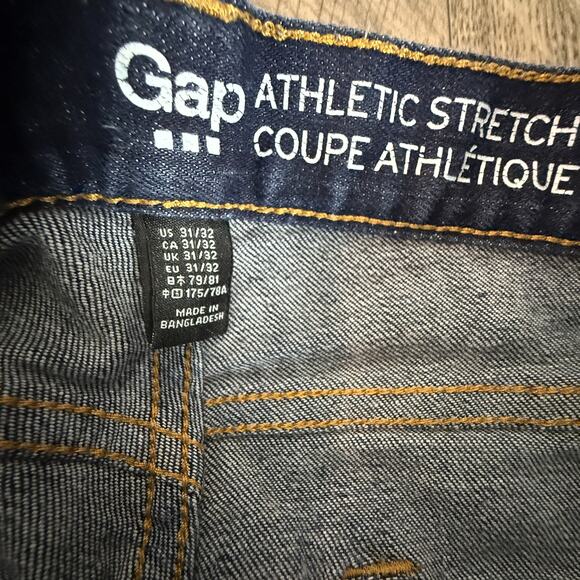 Gap ATHLETIC STRETCH
COUPE ATHLÉTIQUE
US 31/32
CA 31/32
UK 31/32
EU 31/32
日本 79/81
中国 175/78A
MADE IN
BANGLADESH